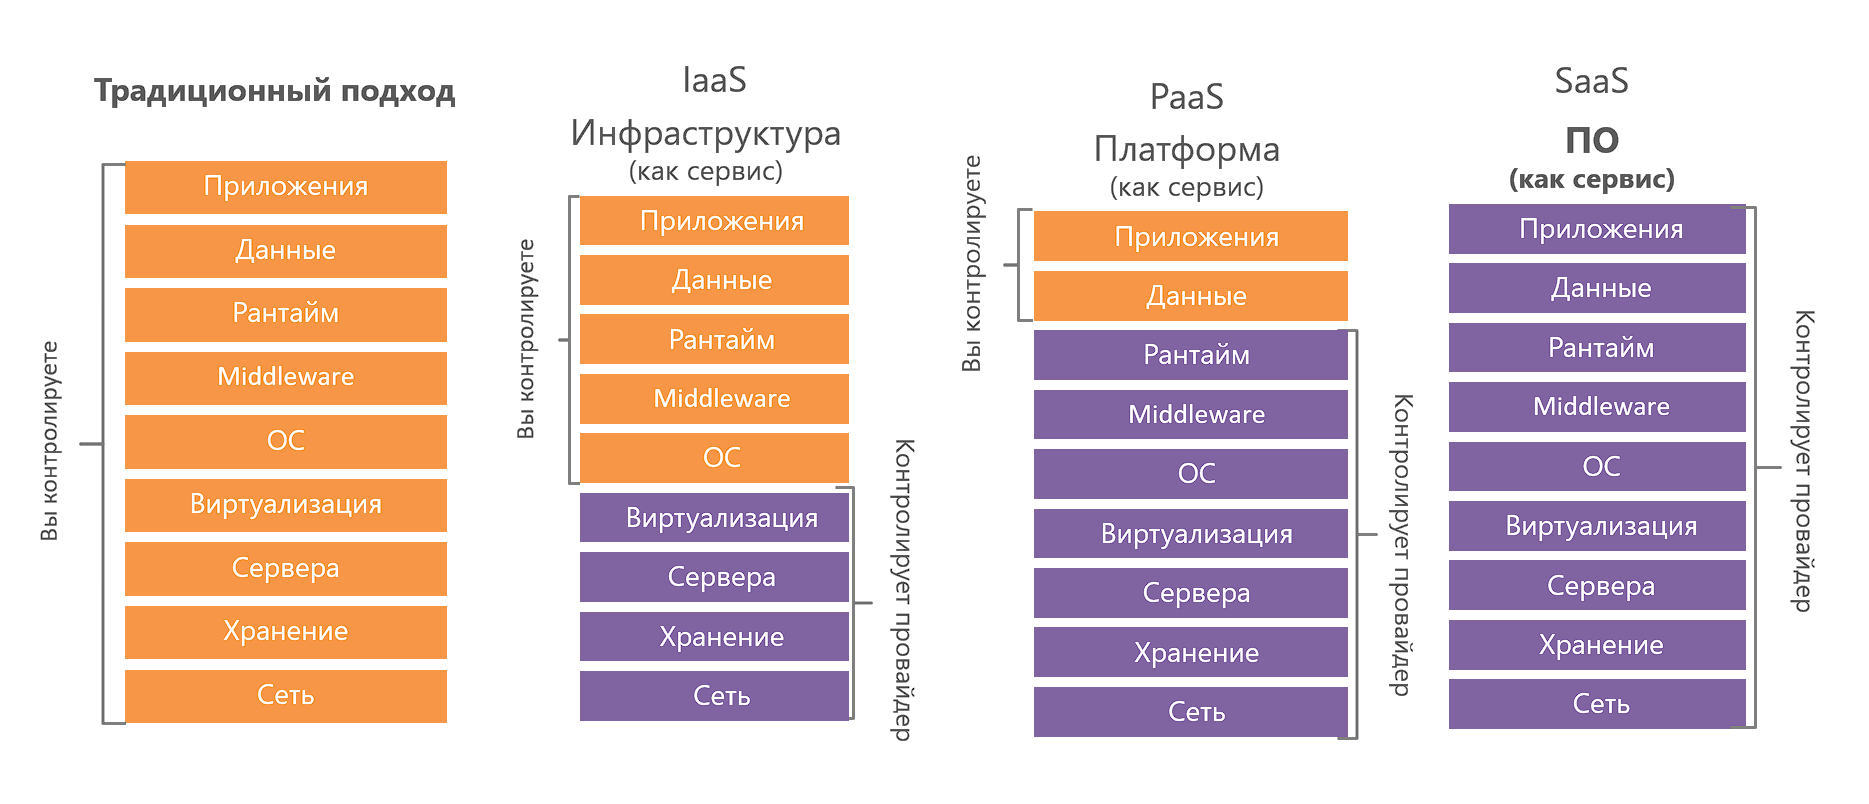 Традиционный подход
Вы контролируете
Приложения
Данные
Рантайм
Middleware
ОС
Виртуализация
Сервера
Хранение
Сеть
IaaS
Инфраструктура
(как сервис)
Вы контролируете
Приложения
Данные
Рантайм
Middleware
ОС
Виртуализация
Сервера
Хранение
Сеть
Контролирует провайдер
PaaS
Платформа
(как сервис)
Вы контролируете
Приложения
Данные
Рантайм
Middleware
ОС
Виртуализация
Сервера
Хранение
Сеть
Контролирует провайдер
SaaS
ПО
(как сервис)
Приложения
Данные
Рантайм
Middleware
ОС
Виртуализация
Сервера
Хранение
Сеть
Контролирует провайдер